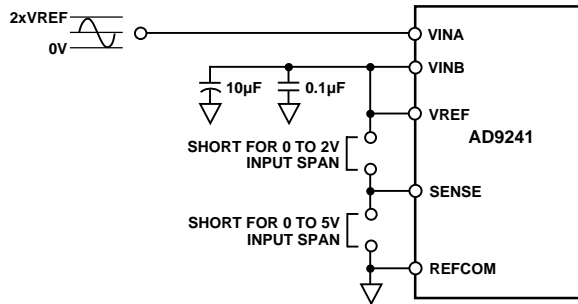 2xVREF
0V
VINA
VINB
10µF
0.1µF
VREF
AD9241
SHORT FOR 0 TO 2V
INPUT SPAN
SENSE
SHORT FOR 0 TO 5V
INPUT SPAN
REFCOM